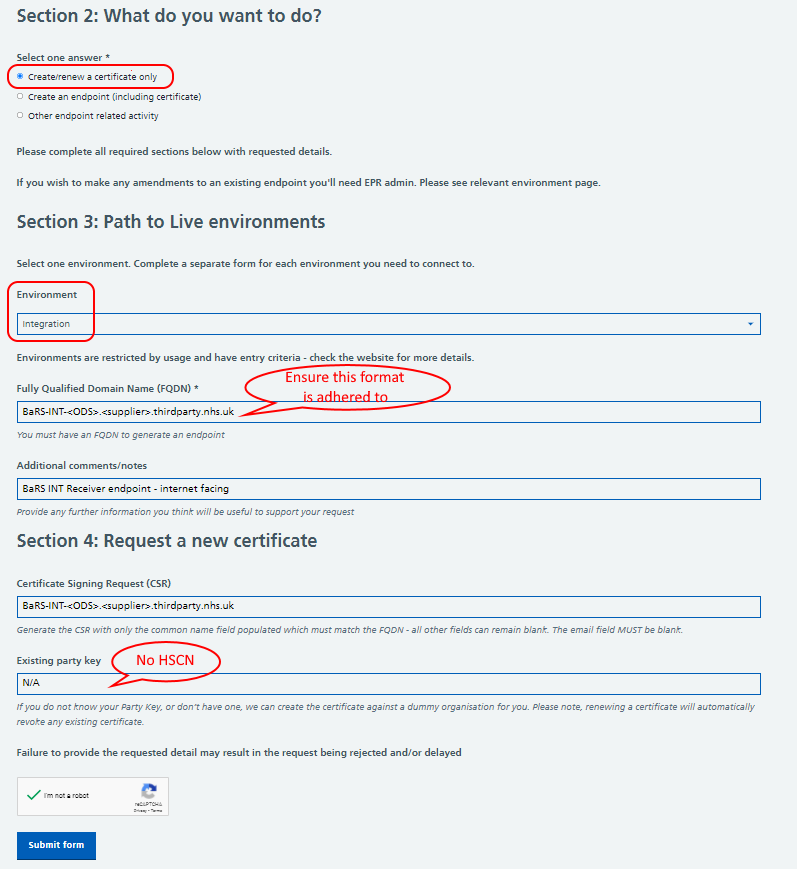 Section 2: What do you want to do?
Select one answer *
Create/renew a certificate only
Create an endpoint (including certificate)
Other endpoint related activity
Please complete all required sections below with requested details.
If you wish to make any amendments to an existing endpoint you'll need EPR admin. Please see relevant environment page.
Section 3: Path to Live environments
Select one environment. Complete a separate form for each environment you need to connect to.
Environment
Integration
Environments are restricted by usage and have entry criteria - check the website for more details.
Ensure this format
is adhered to
Fully Qualified Domain Name (FQDN) *
BaRS-INT-<ODS>.<supplier>.thirdparty.nhs.uk
You must have an FQDN to generate an endpoint
Additional comments/notes
BaRS INT Receiver endpoint - internet facing
Provide any further information you think will be useful to support your request
Section 4: Request a new certificate
Certificate Signing Request (CSR)
BaRS-INT-<ODS>.<supplier>.thirdparty.nhs.uk
Generate the CSR with only the common name field populated which must match the FQDN - all other fields can remain blank. The email field MUST be blank.
Existing party key
No HSCN
N/A
If you do not know your Party Key, or don't have one, we can create the certificate against a dummy organisation for you. Please note, renewing a certificate will automatically
revoke any existing certificate.
Failure to provide the requested detail may result in the request being rejected and/or delayed
I'm not a robot
reCAPTCHA
Privacy - Terms
Submit form